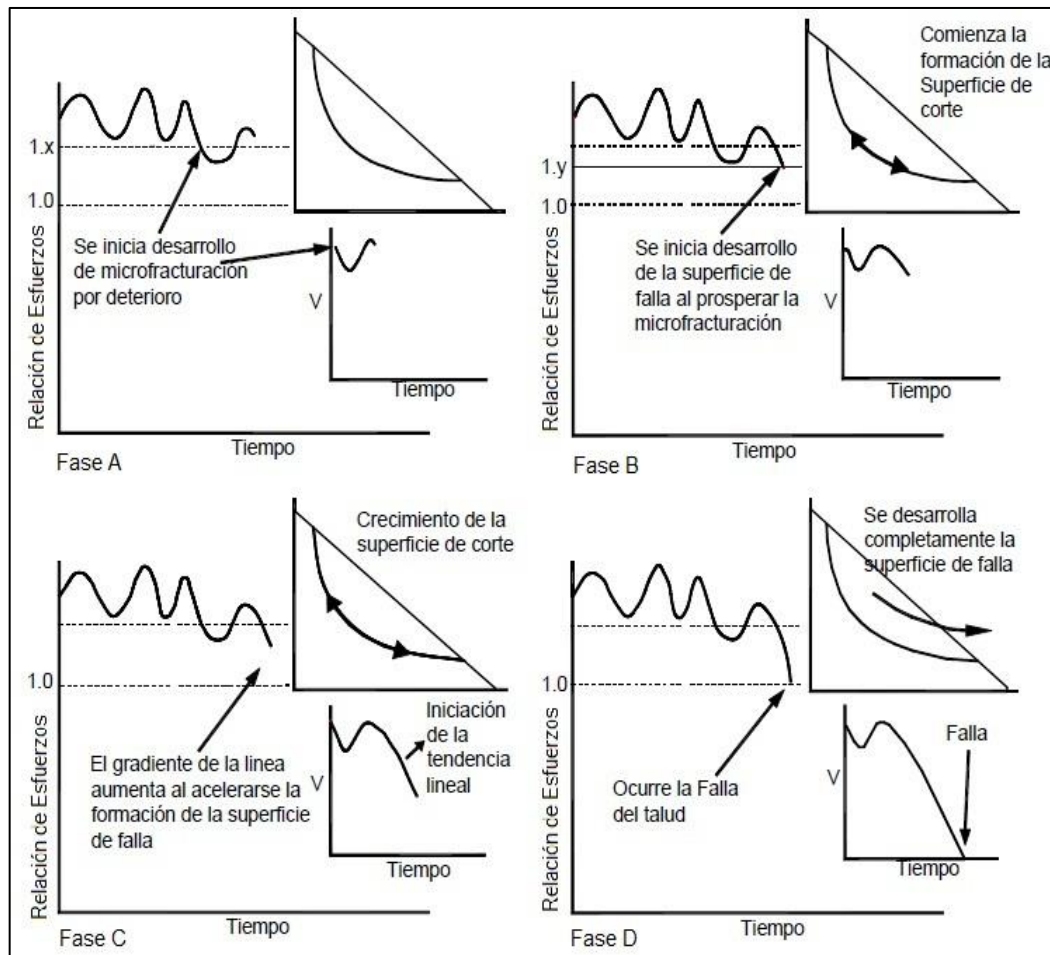 Relación de Esfuerzos
1.x
1.0
Se inicia desarrollo
de microfracturación
por deterioro
V
Tiempo
Tiempo
Fase A
Comienza la
formación de la
Superficie de
corte
Relación de Esfuerzos
1.y
1.0
Se inicia desarrollo
de la superficie de
falla al prosperar la
microfracturación
V
Tiempo
Tiempo
Fase B
Crecimiento de la
superficie de corte
Relación de Esfuerzos
1.0
El gradiente de la linea
aumenta al acelerarse la
formación de la superficie
de falla
Iniciación
de la
tendencia
lineal
V
Tiempo
Tiempo
Fase C
Se desarrolla
completamente la
superficie de falla
Relación de Esfuerzos
1.0
Ocurre la Falla
del talud
Falla
V
Tiempo
Tiempo
Fase D